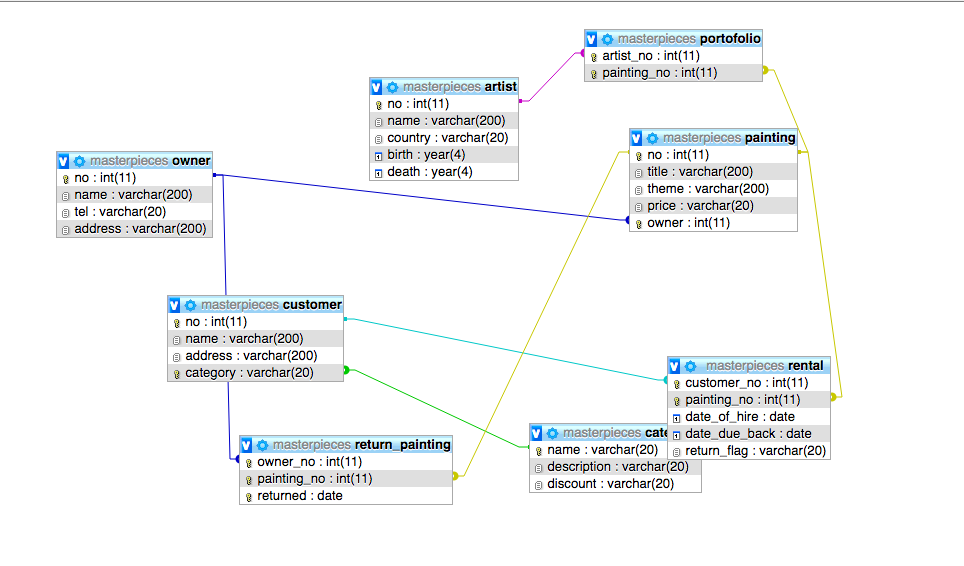 masterpieces portofolio
artist_no : int(11)
painting_no : int(11)
masterpieces artist
no : int(11)
name : varchar(200)
country : varchar(20)
birth : year(4)
death : year(4)
masterpieces painting
no : int(11)
title : varchar(200)
theme : varchar(200)
price : varchar(20)
owner : int(11)
masterpieces owner
no : int(11)
name : varchar(200)
tel : varchar(20)
address : varchar(200)
masterpieces customer
no : int(11)
name : varchar(200)
address : varchar(200)
category : varchar(20)
masterpieces rental
customer_no : int(11)
painting_no : int(11)
date_of_hire : date
date_due_back : date
return_flag : varchar(20)
masterpieces return_painting
owner_no : int(11)
painting_no : int(11)
returned : date
masterpieces cate
name : varchar(20)
description : varchar(20)
discount : varchar(20)